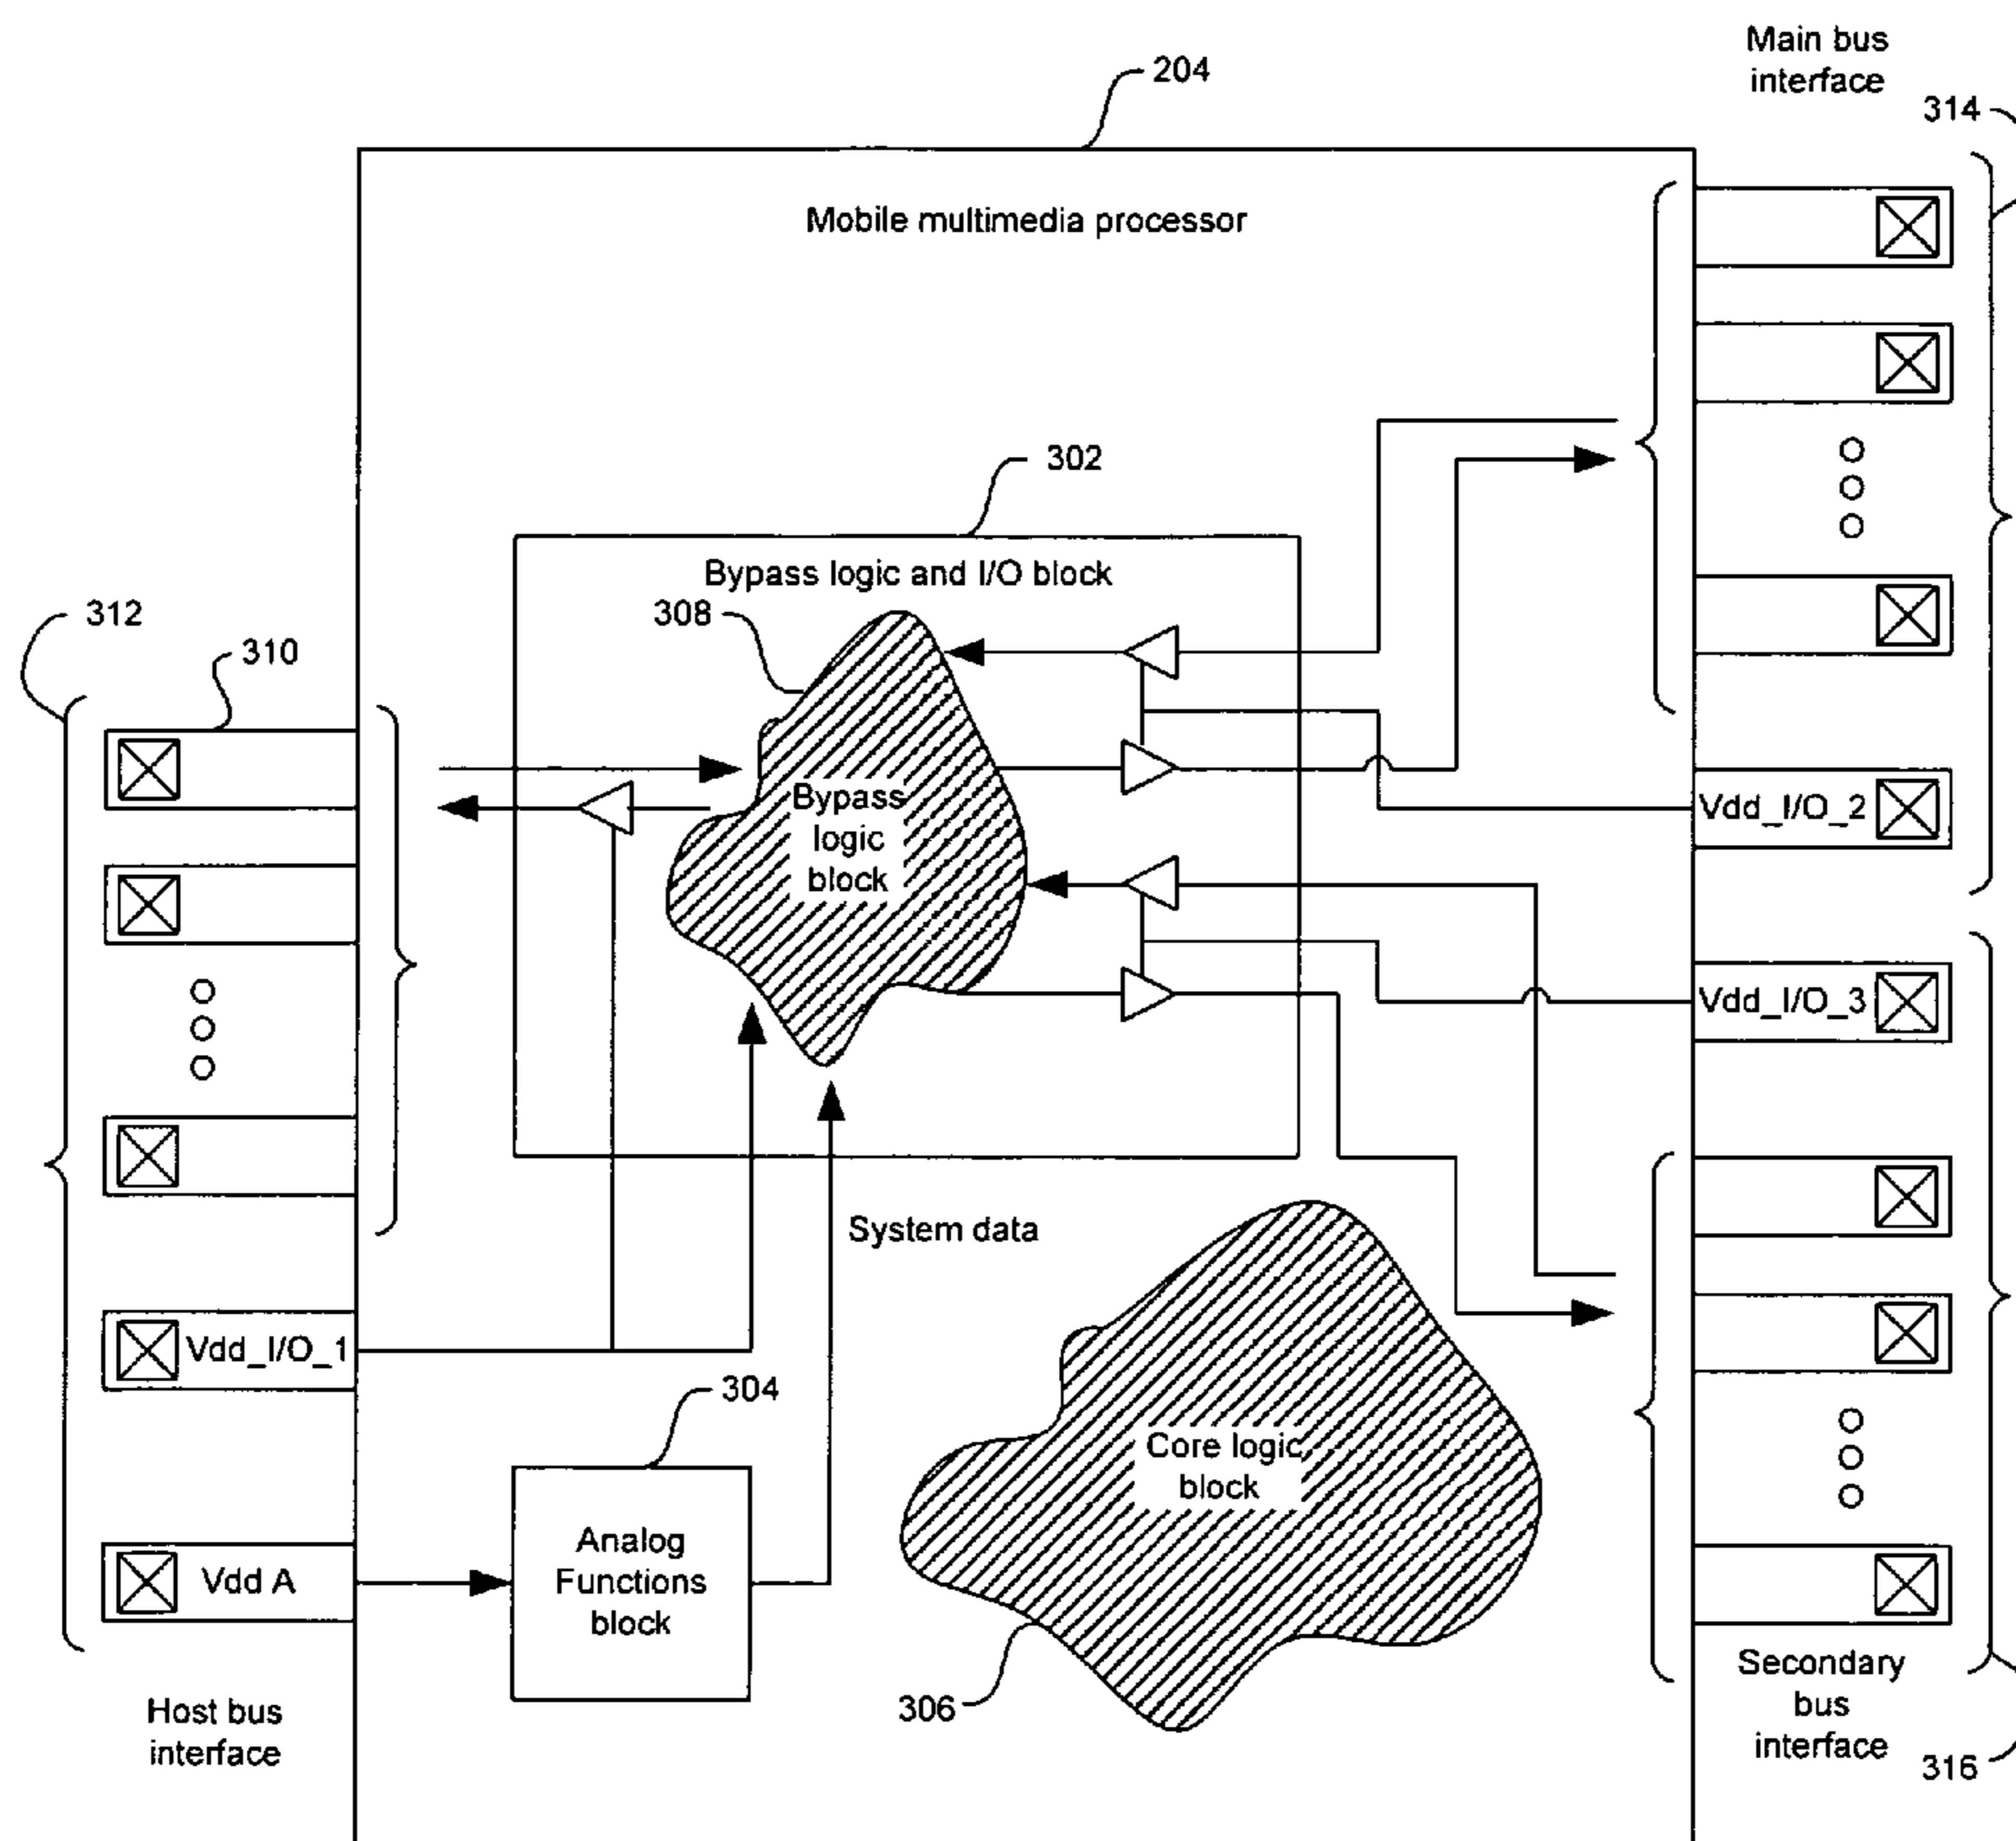 Main bus
interface
204
314
Mobile multimedia processor
302
Bypass logic and I/O block
308
312
310
Bypass
logic
block
Vdd_I/O_2
Vdd_I/O_3
System data
Vdd_I/O_1
304
Core logic
block
Analog
Functions
block
Vdd A
306
Host bus
interface
Secondary
bus
interface
316